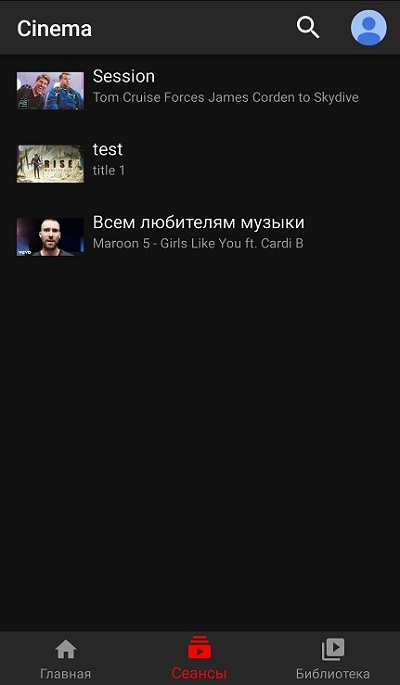 Cinema
Session
Tom Cruise Forces James Corden to Skydive
RISE
test
title 1
Всем любителям музыки
Maroon 5 - Girls Like You ft. Cardi B
vevo
Главная
Сеансы
Библиотека